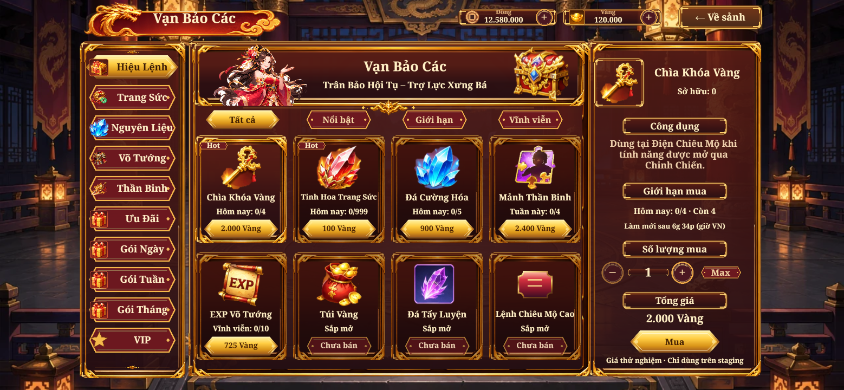 Vạn Bảo Các
Đồng
12.580.000
Vàng
120.000
← Về sảnh
Hiệu Lệnh
Trang Sức
Nguyên Liệu
Võ Tướng
Thần Binh
Ưu Đãi
Gói Ngày
Gói Tuần
Gói Tháng
VIP
Vạn Bảo Các
Trân Bảo Hội Tụ – Trợ Lực Xưng Bá
Tất cả
Nổi bật
Giới hạn
Vĩnh viễn
Hot
Chìa Khóa Vàng
Hôm nay: 0/4
2.000 Vàng
Hot
Tinh Hoa Trang Sức
Hôm nay: 0/999
100 Vàng
Đá Cường Hóa
Hôm nay: 0/5
900 Vàng
Mảnh Thần Binh
Tuần này: 0/4
2.400 Vàng
EXP
EXP Võ Tướng
Vĩnh viễn: 0/10
725 Vàng
Túi Vàng
Sắp mở
Chưa bán
Đá Tẩy Luyện
Sắp mở
Chưa bán
Lệnh Chiêu Mộ Cao
Sắp mở
Chưa bán
Chìa Khóa Vàng
Sở hữu: 0
Công dụng
Dùng tại Điện Chiêu Mộ khi
tính năng được mở qua
Chinh Chiến.
Giới hạn mua
Hôm nay: 0/4 · Còn 4
Làm mới sau 6g 34p (giờ VN)
Số lượng mua
− 1 + Max
Tổng giá
2.000 Vàng
Mua
Giá thử nghiệm · Chỉ dùng trên staging